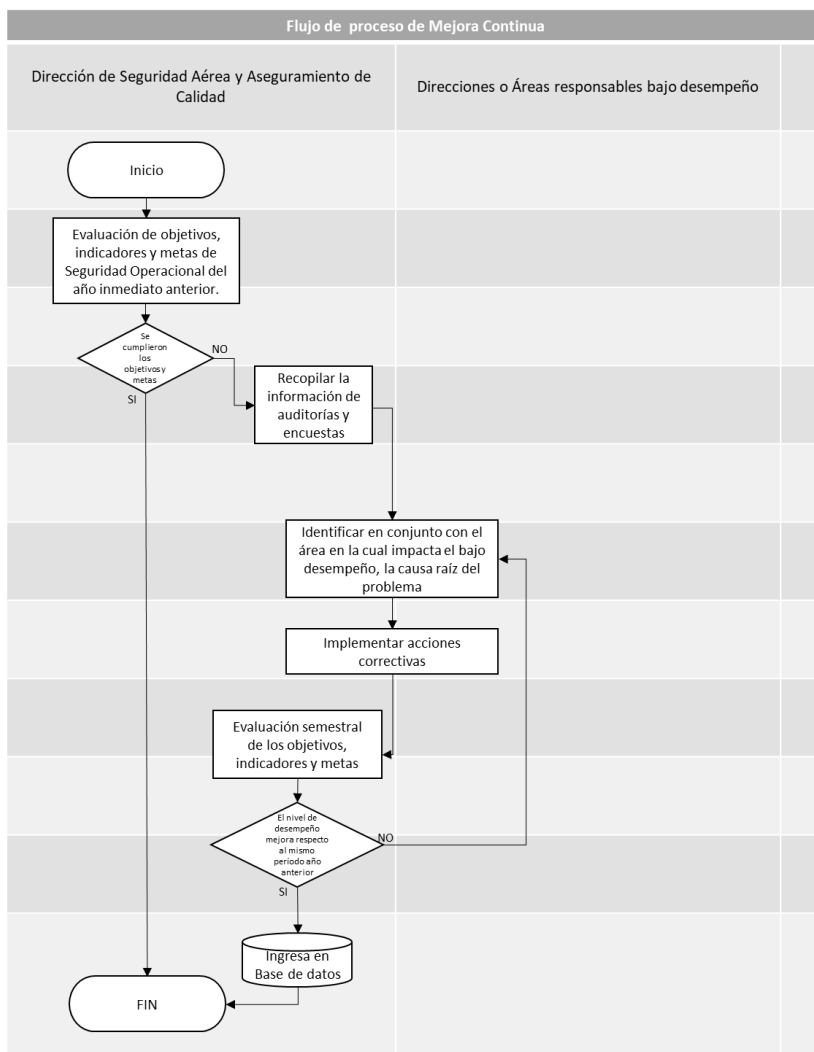 Flujo de proceso de Mejora Continua
Dirección de Seguridad Aérea y Aseguramiento de
Calidad
Direcciones o Áreas responsables bajo desempeño
Inicio
Evaluación de objetivos,
indicadores y metas de
Seguridad Operacional del
año inmediato anterior.
Se
cumplieron
los
objetivos y
metas
NO
SI
Recopilar la
información de
auditorías y
encuestas
Identificar en conjunto con el
área en la cual impacta el bajo
desempeño, la causa raíz del
problema
Implementar acciones
correctivas
Evaluación semestral
de los objetivos,
indicadores y metas
El nivel de
desempeño
mejora respecto
al mismo
período año
anterior
NO
SI
Ingresa en
Base de datos
FIN